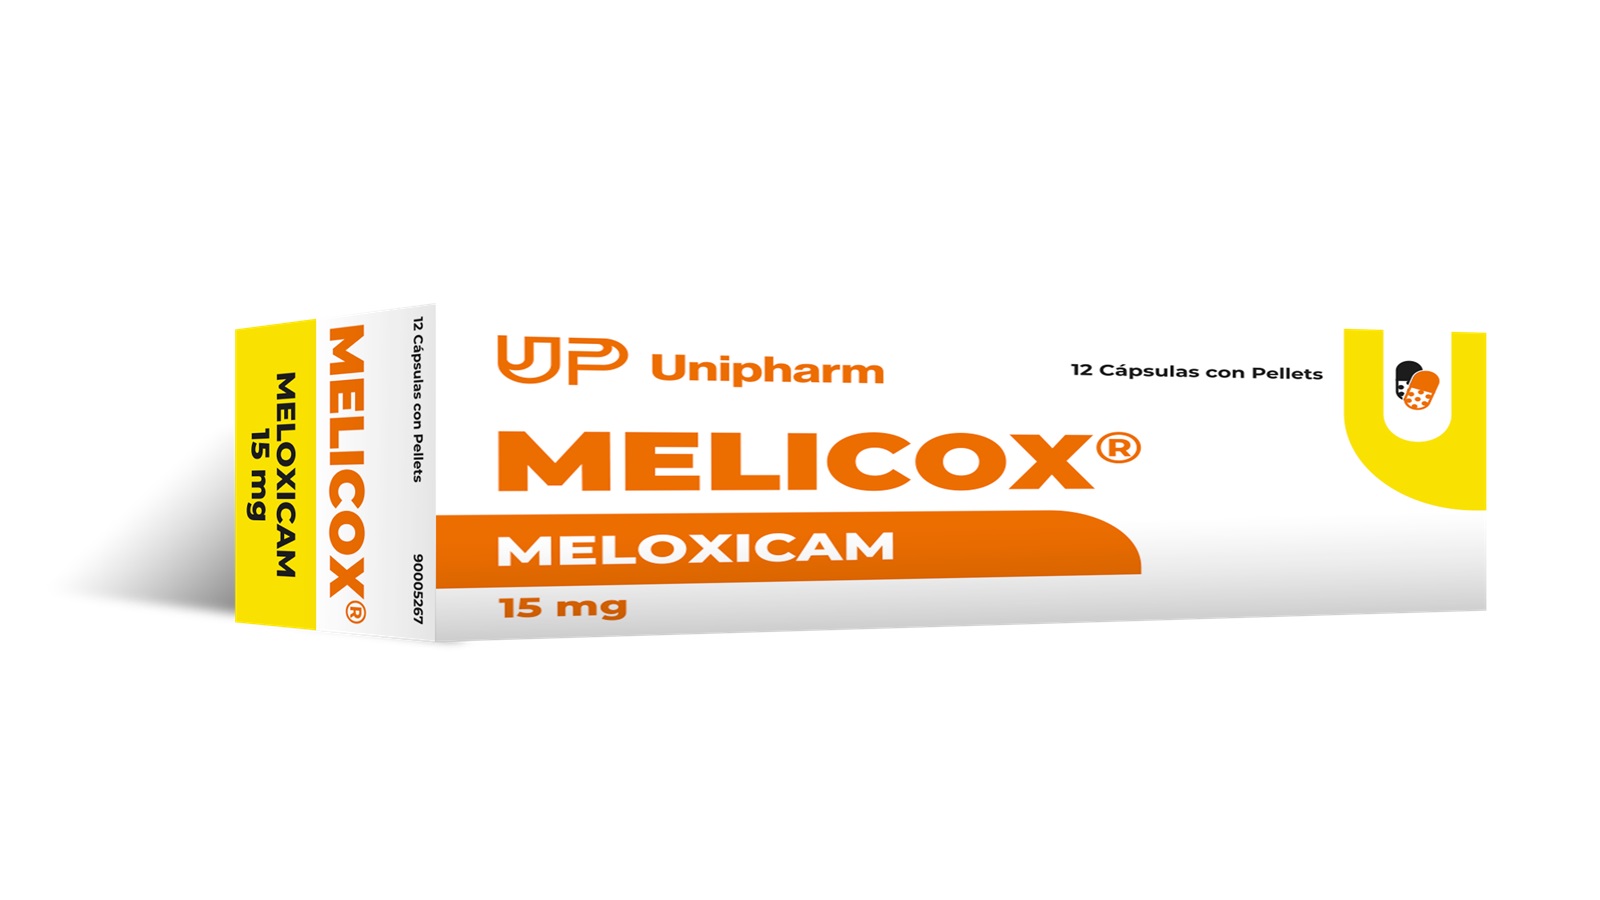 MELOXICAM
15 mg
MELICOX®
12 Cápsulas con Pellets
90005267
UP Unipharm
12 Cápsulas con Pellets
MELICOX®
MELOXICAM
15 mg